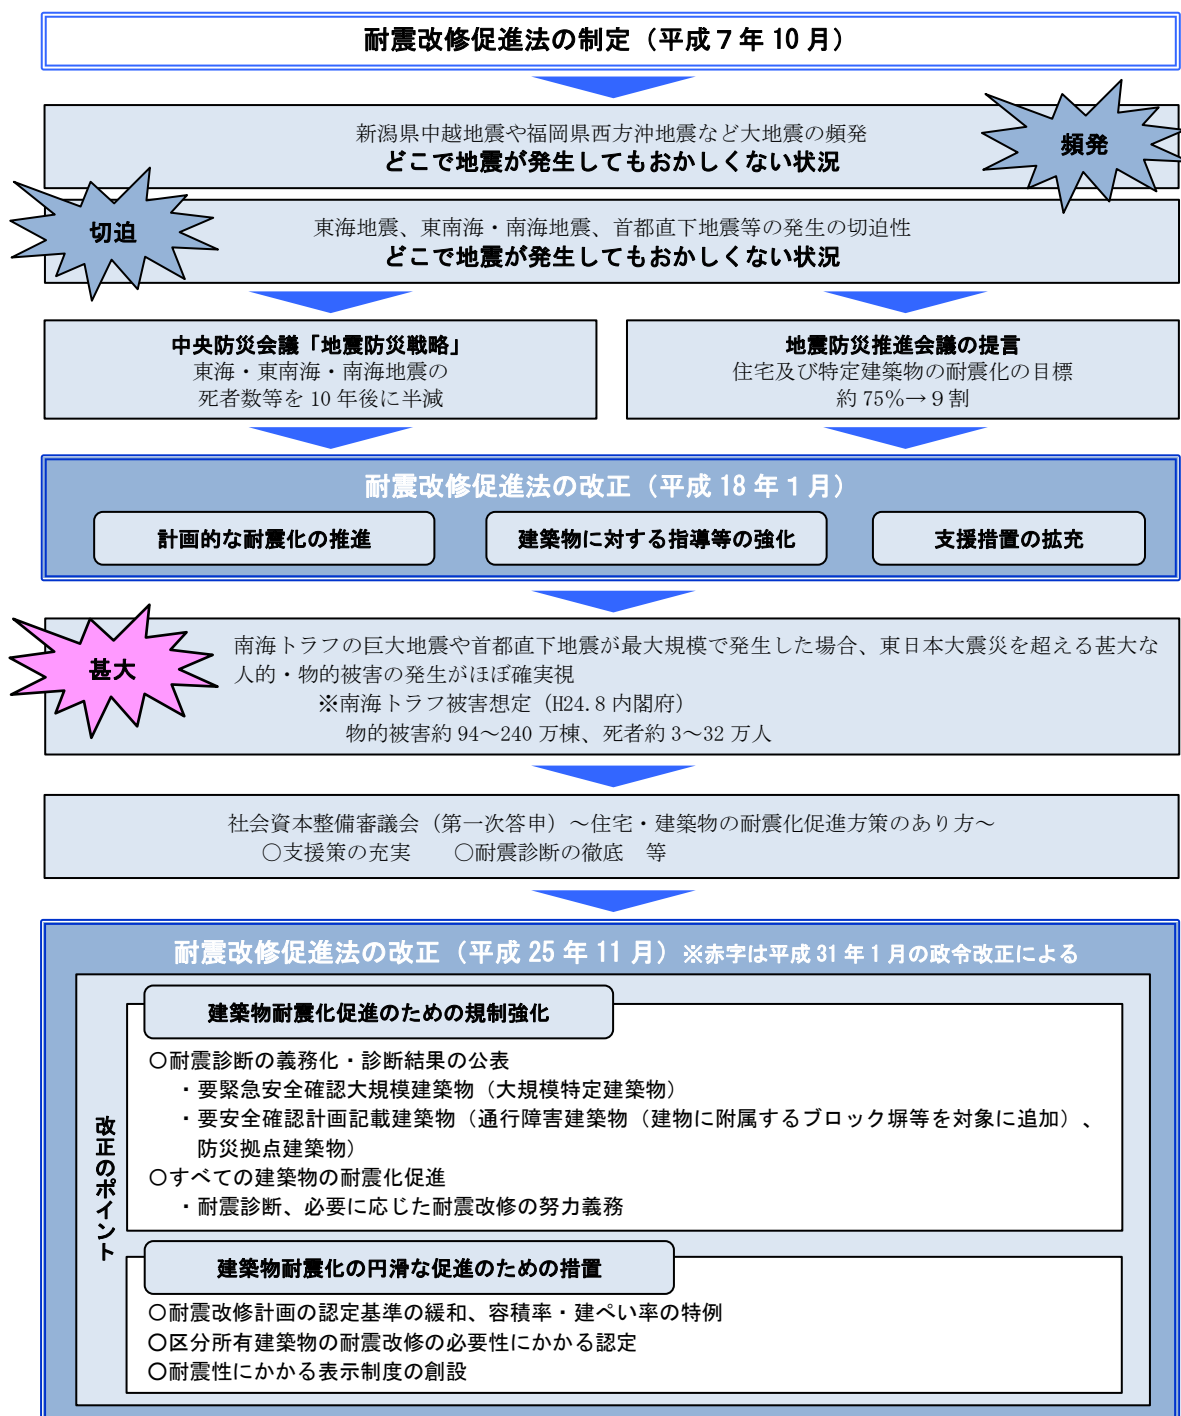 耐震改修促進法の制定（平成７年 10 月）
新潟県中越地震や福岡県西方沖地震など大地震の頻発
どこで地震が発生してもおかしくない状況
頻発
切迫
東海地震、東南海・南海地震、首都直下地震等の発生の切迫性
どこで地震が発生してもおかしくない状況
中央防災会議「地震防災戦略」
東海・東南海・南海地震の
死者数等を 10 年後に半減
地震防災推進会議の提言
住宅及び特定建築物の耐震化の目標
約 75％→９割
耐震改修促進法の改正（平成 18 年１月）
計画的な耐震化の推進
建築物に対する指導等の強化
支援措置の拡充
甚大
南海トラフの巨大地震や首都直下地震が最大規模で発生した場合、東日本大震災を超える甚大な
人的・物的被害の発生がほぼ確実視
※南海トラフ被害想定（H24.8 内閣府）
物的被害約 94～240 万棟、死者約 3～32 万人
社会資本整備審議会（第一次答申）～住宅・建築物の耐震化促進方策のあり方～
○支援策の充実　　○耐震診断の徹底　等
耐震改修促進法の改正（平成 25 年 11 月）※赤字は平成 31 年１月の政令改正による
改正のポイント
建築物耐震化促進のための規制強化
○耐震診断の義務化・診断結果の公表
・要緊急安全確認大規模建築物（大規模特定建築物）
・要安全確認計画記載建築物（通行障害建築物（建物に附属するブロック塀等を対象に追加）、
防災拠点建築物）
○すべての建築物の耐震化促進
・耐震診断、必要に応じた耐震改修の努力義務
建築物耐震化の円滑な促進のための措置
○耐震改修計画の認定基準の緩和、容積率・建ぺい率の特例
○区分所有建築物の耐震改修の必要性にかかる認定
○耐震性にかかる表示制度の創設